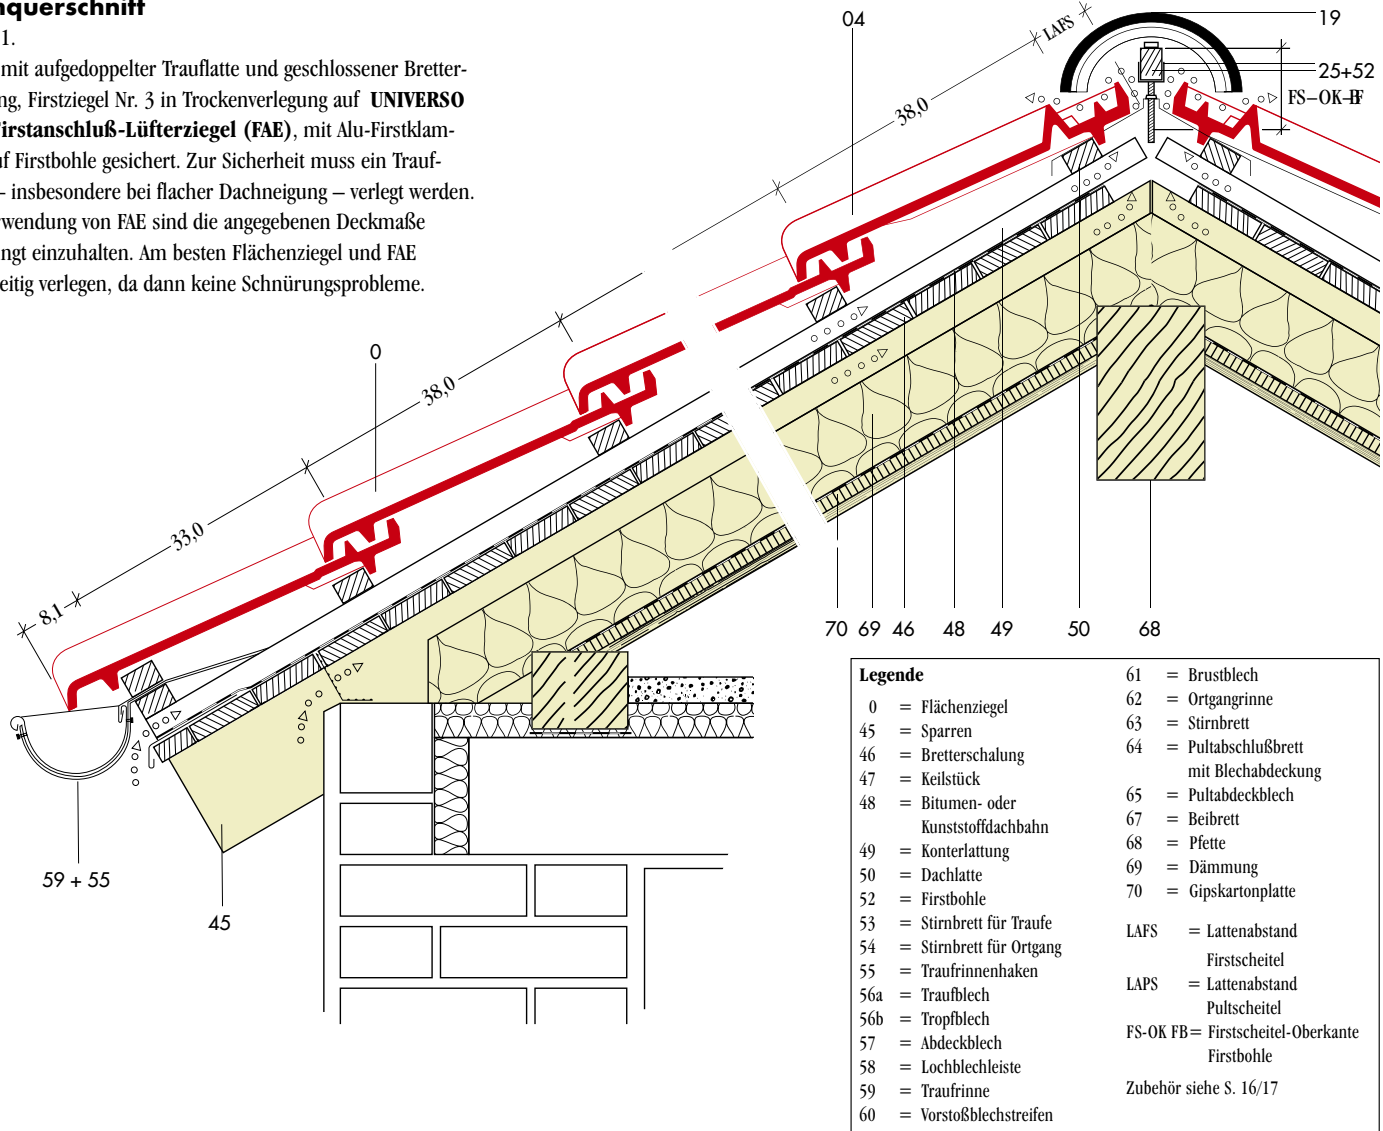 nquerschnitt
1.
mit aufgedoppelter Trauflatte und geschlossener Bretter-
ng, Firstziegel Nr. 3 in Trockenverlegung auf UNIVERSO
Firstanschluß-Lüfterziegel (FAE), mit Alu-Firstklam-
uf Firstbohle gesichert. Zur Sicherheit muss ein Trauf-
– insbesondere bei flacher Dachneigung – verlegt werden.
rwendung von FAE sind die angegebenen Deckmaße
ngt einzuhalten. Am besten Flächenziegel und FAE
eitig verlegen, da dann keine Schnürungsprobleme.
04
19
LAFS
25+52
FS–OK–BF
38,0
0
38,0
33,0
8,1
70 69 46 48 49 50 68
59 + 55
45
Legende
0 = Flächenziegel
45 = Sparren
46 = Bretterschalung
47 = Keilstück
48 = Bitumen- oder
Kunststoffdachbahn
49 = Konterlattung
50 = Dachlatte
52 = Firstbohle
53 = Stirnbrett für Traufe
54 = Stirnbrett für Ortgang
55 = Traufrinnenhaken
56a = Traufblech
56b = Tropfblech
57 = Abdeckblech
58 = Lochblechleiste
59 = Traufrinne
60 = Vorstoßblechstreifen
61 = Brustblech
62 = Ortgangrinne
63 = Stirnbrett
64 = Pultabschlußbrett
mit Blechabdeckung
65 = Pultabdeckblech
67 = Beibrett
68 = Pfette
69 = Dämmung
70 = Gipskartonplatte
LAFS = Lattenabstand
Firstscheitel
LAPS = Lattenabstand
Pultscheitel
FS-OK FB = Firstscheitel-Oberkante
Firstbohle
Zubehör siehe S. 16/17